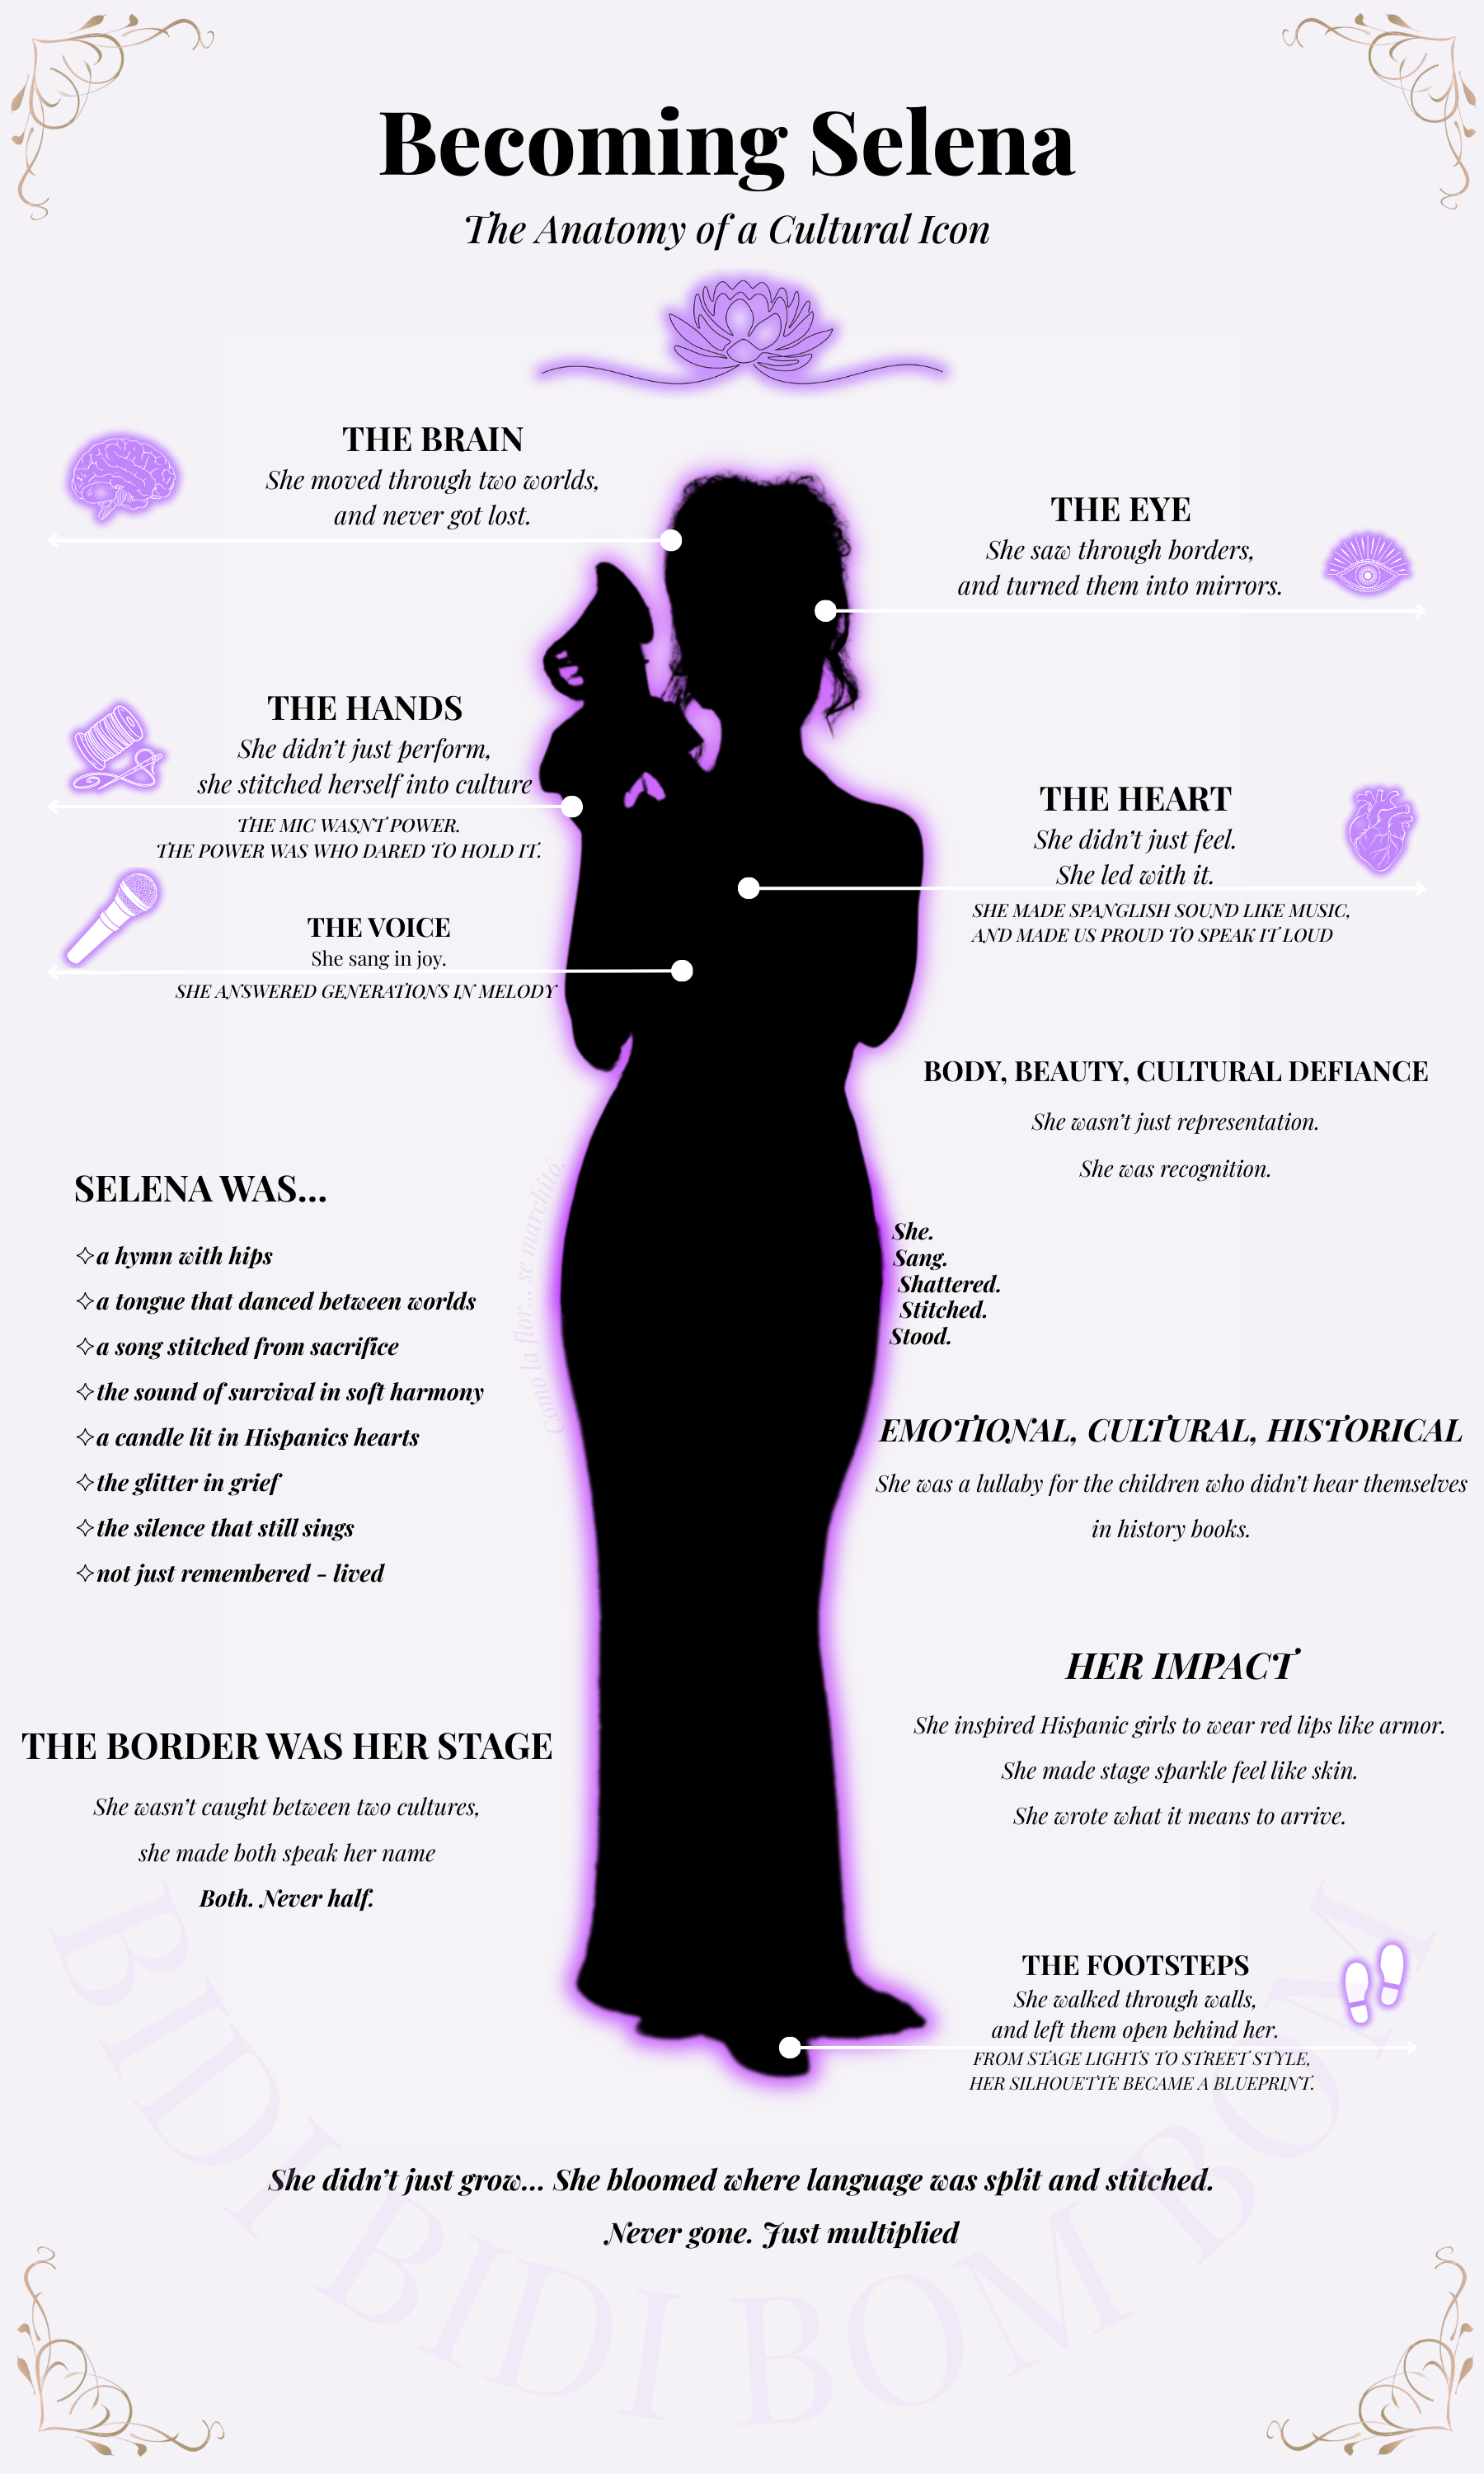 Becoming Selena
The Anatomy of a Cultural Icon
THE BRAIN
She moved through two worlds,
and never got lost.
THE EYE
She saw through borders,
and turned them into mirrors.
THE HANDS
She didn't just perform,
she stitched herself into culture
THE MIC WASN'T POWER.
THE POWER WAS WHO DARED TO HOLD IT.
THE HEART
She didn't just feel.
She led with it.
SHE MADE SPANGLISH SOUND LIKE MUSIC,
AND MADE US PROUD TO SPEAK IT LOUD
THE VOICE
She sang in joy.
SHE ANSWERED GENERATIONS IN MELODY
BODY, BEAUTY, CULTURAL DEFIANCE
She wasn't just representation.
She was recognition.
SELENA WAS...
✧a hymn with hips
✧a tongue that danced between worlds
✧a song stitched from sacrifice
✧the sound of survival in soft harmony
✧a candle lit in Hispanics hearts
✧the glitter in grief
✧the silence that still sings
✧not just remembered - lived
Como la flor... se marchitó.
She.
Sang.
Shattered.
Stitched.
Stood.
EMOTIONAL, CULTURAL, HISTORICAL
She was a lullaby for the children who didn't hear themselves
in history books.
HER IMPACT
She inspired Hispanic girls to wear red lips like armor.
She made stage sparkle feel like skin.
She wrote what it means to arrive.
THE BORDER WAS HER STAGE
She wasn't caught between two cultures,
she made both speak her name
Both. Never half.
THE FOOTSTEPS
She walked through walls,
and left them open behind her.
FROM STAGE LIGHTS TO STREET STYLE,
HER SILHOUETTE BECAME A BLUEPRINT.
She didn't just grow... She bloomed where language was split and stitched.
Never gone. Just multiplied
BIDI BIDI BOM BOM